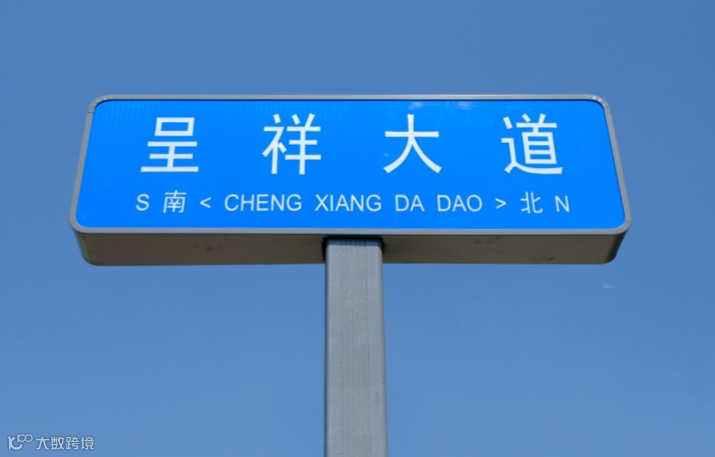 呈祥大道
S 南 < CHENG XIANG DA DAO > 北 N
大数跨境